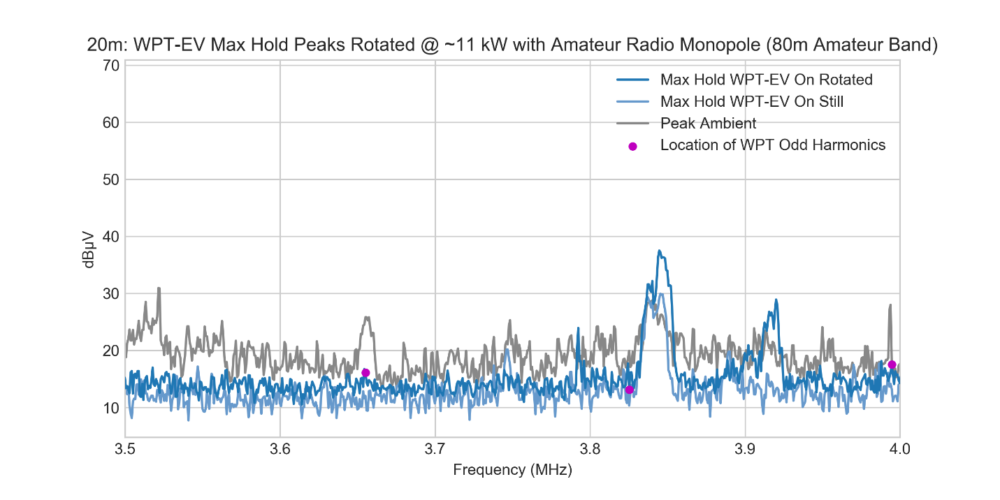 20m: WPT-EV Max Hold Peaks Rotated @ ~11 kW with Amateur Radio Monopole (80m Amateur Band)
70
60
50
40
30
20
10
dBμV
Max Hold WPT-EV On Rotated
Max Hold WPT-EV On Still
Peak Ambient
Location of WPT Odd Harmonics
3.5 3.6 3.7 3.8 3.9 4.0
Frequency (MHz)